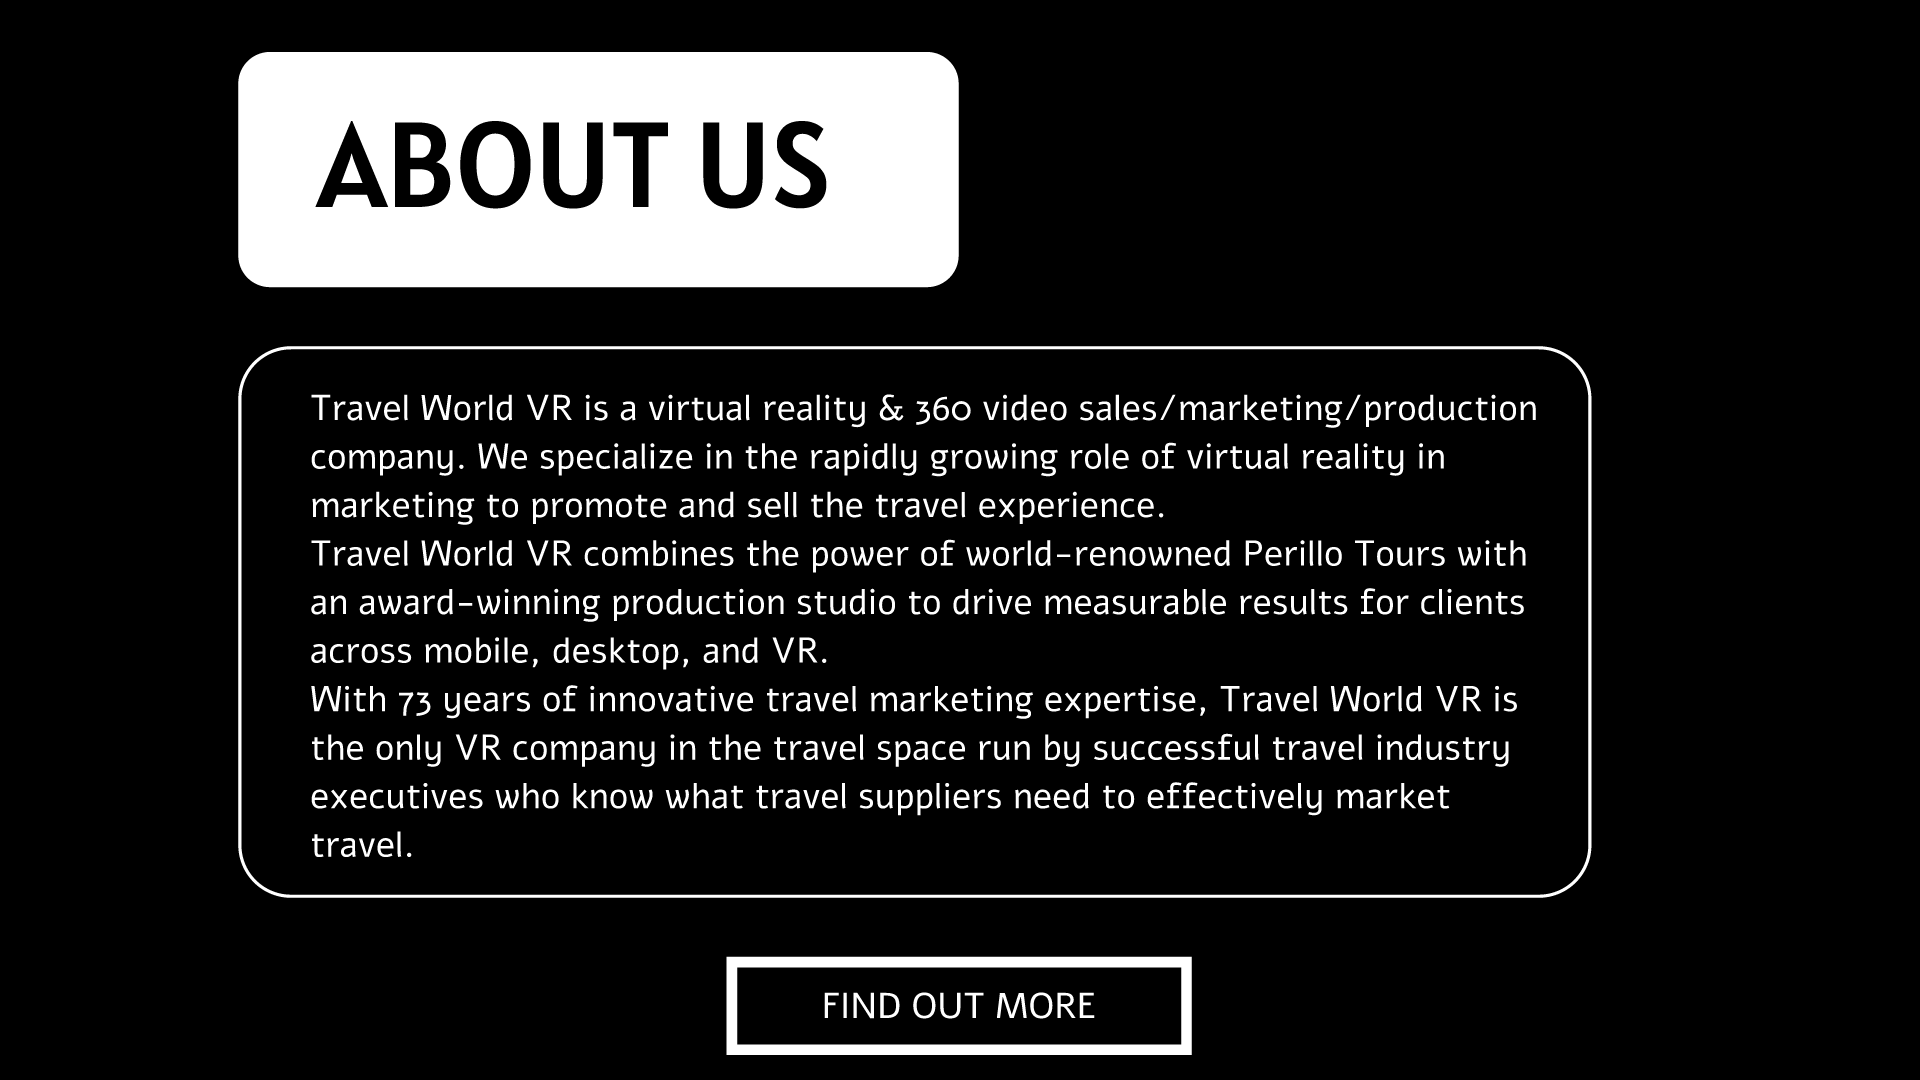 ABOUT US
Travel World VR is a virtual reality & 360 video sales/marketing/production
company. We specialize in the rapidly growing role of virtual reality in
marketing to promote and sell the travel experience.
Travel World VR combines the power of world-renowned Perillo Tours with
an award-winning production studio to drive measurable results for clients
across mobile, desktop, and VR.
With 73 years of innovative travel marketing expertise, Travel World VR is
the only VR company in the travel space run by successful travel industry
executives who know what travel suppliers need to effectively market
travel.
FIND OUT MORE